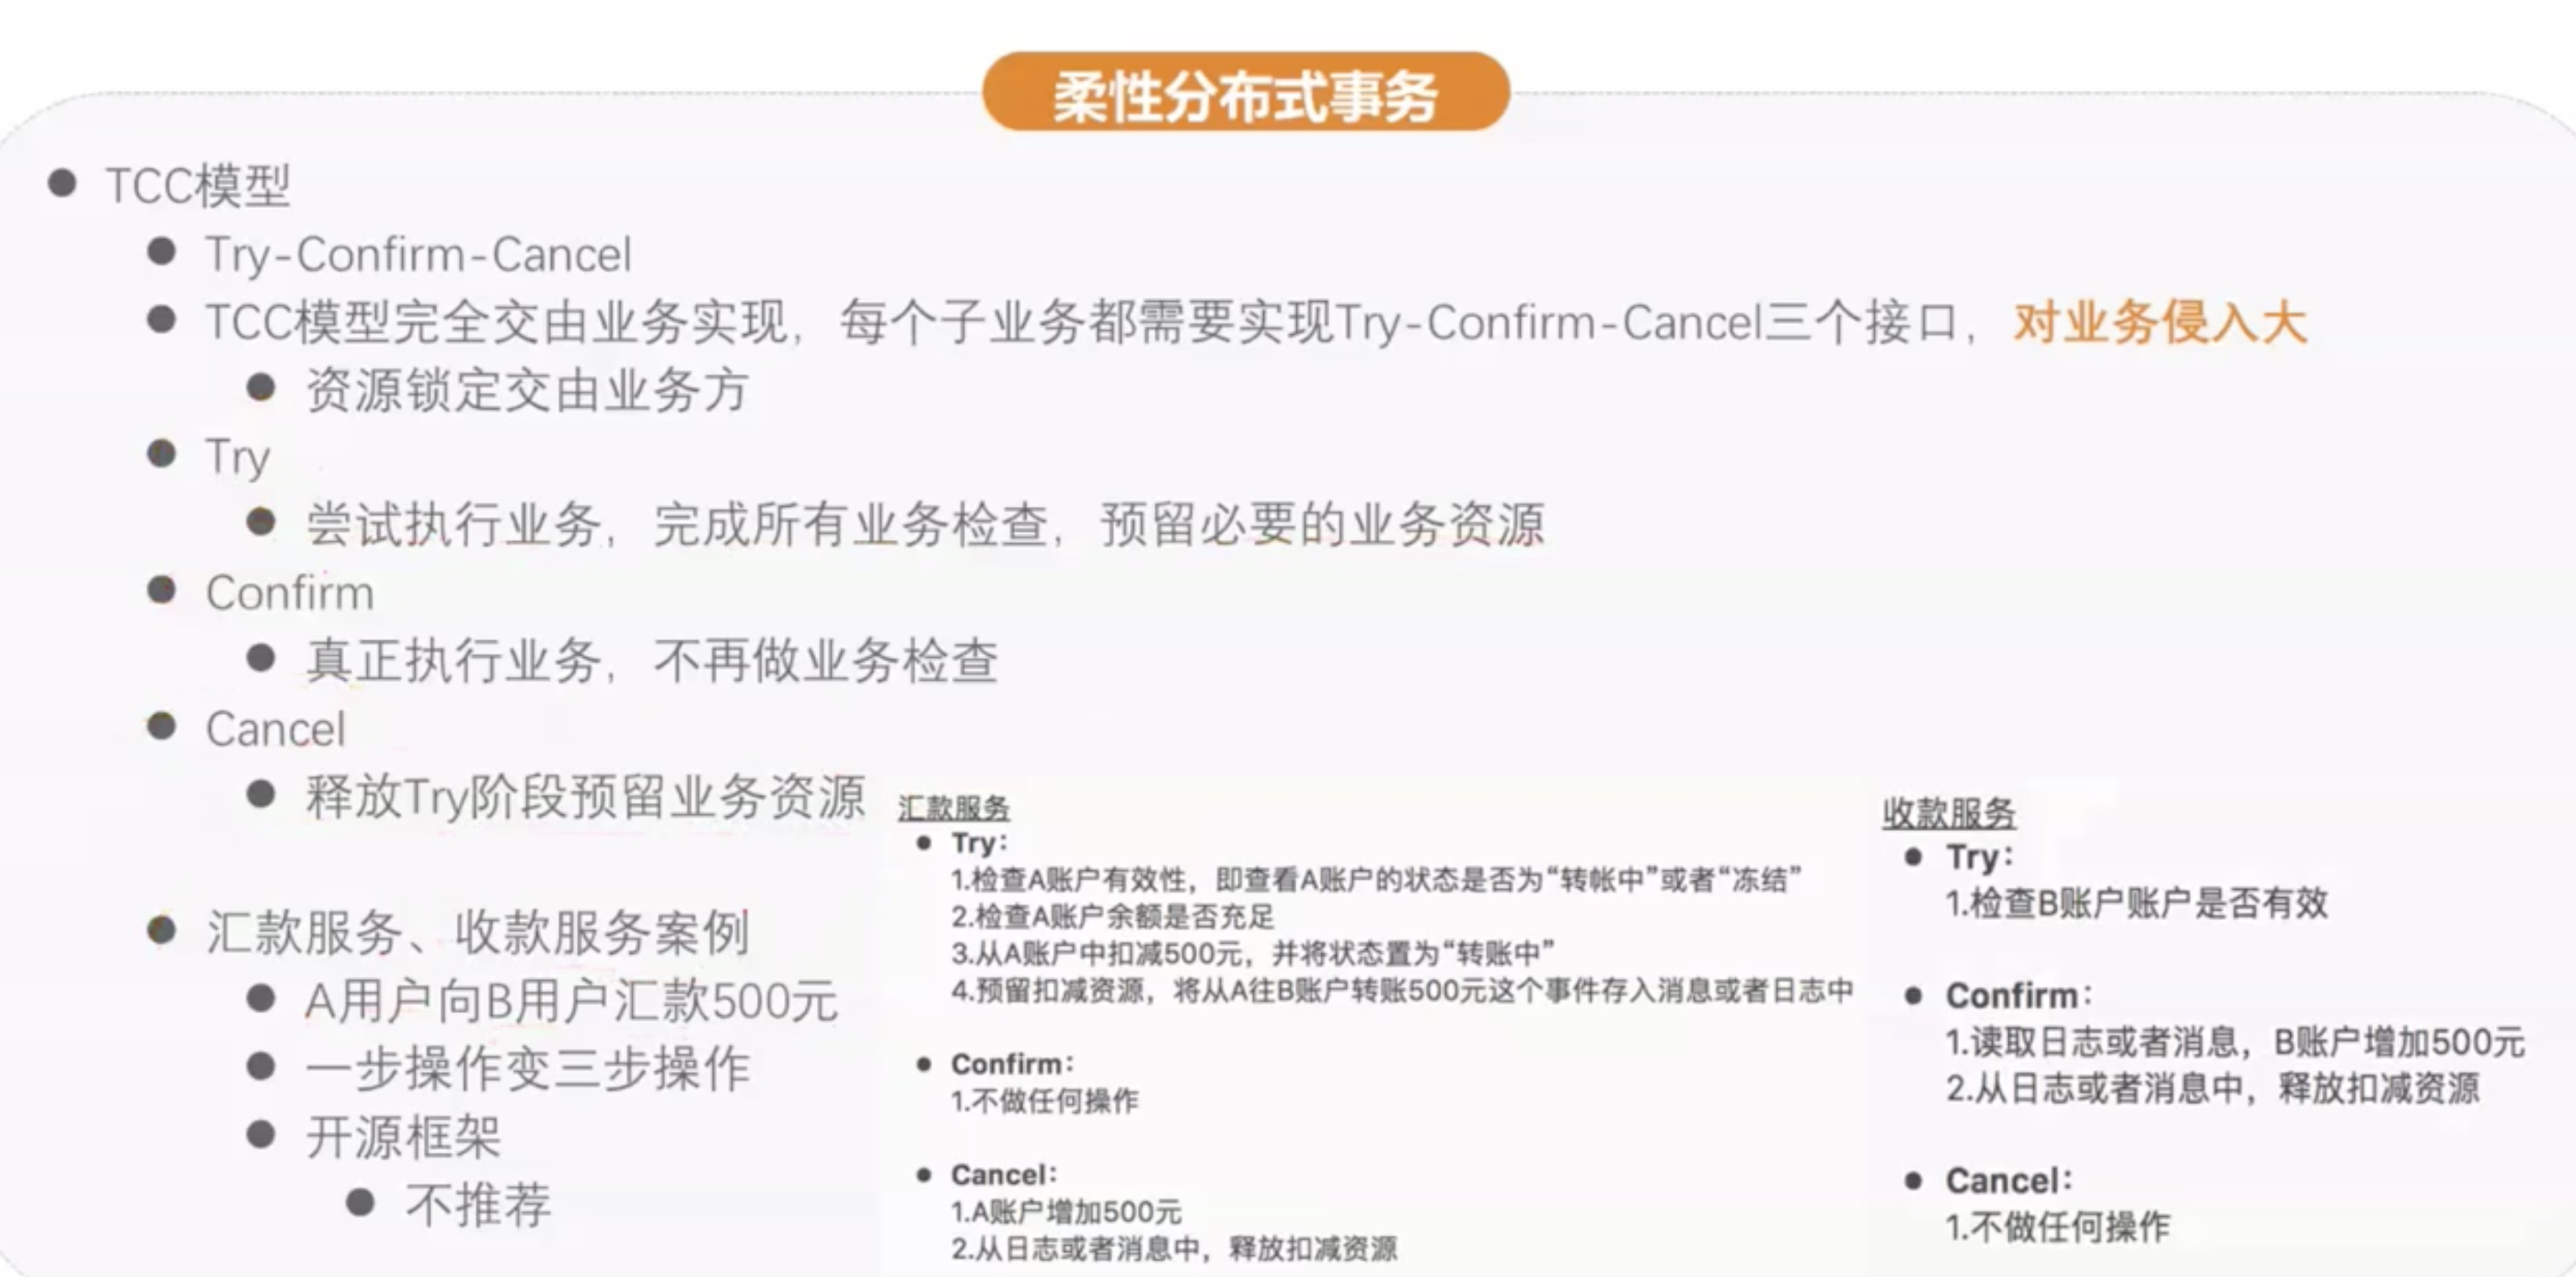 柔性分布式事务
TCC模型
Try-Confirm-Cancel
TCC模型完全交由业务实现，每个子业务都需要实现Try-Confirm-Cancel三个接口，对业务侵入大
资源锁定交由业务方
Try
尝试执行业务，完成所有业务检查，预留必要的业务资源
Confirm
真正执行业务，不再做业务检查
Cancel
释放Try阶段预留业务资源
汇款服务、收款服务案例
A用户向B用户汇款500元
一步操作变三步操作
开源框架
不推荐
汇款服务
Try：
1.检查A账户有效性，即查看A账户的状态是否为“转帐中”或者“冻结”
2.检查A账户余额是否充足
3.从A账户中扣减500元，并将状态置为“转账中”
4.预留扣减资源，将从A往B账户转账500元这个事件存入消息或者日志中
Confirm：
1.不做任何操作
Cancel：
1.A账户增加500元
2.从日志或者消息中，释放扣减资源
收款服务
Try：
1.检查B账户账户是否有效
Confirm：
1.读取日志或者消息，B账户增加500元
2.从日志或者消息中，释放扣减资源
Cancel：
1.不做任何操作